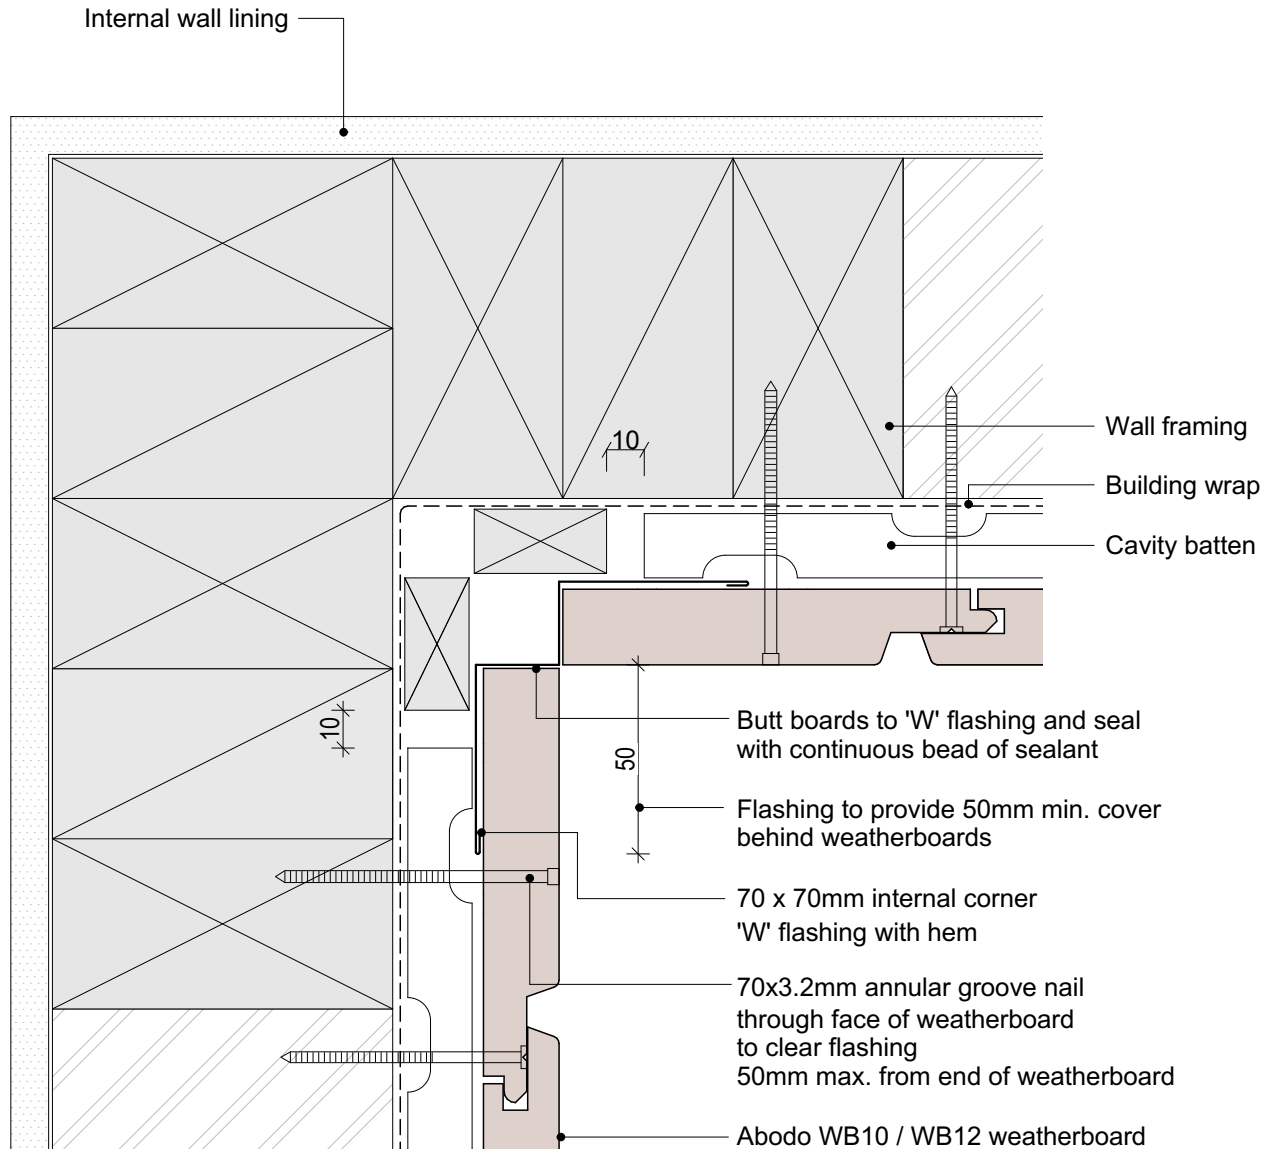 Internal wall lining
10
Wall framing
Building wrap
Cavity batten
10
50
Butt boards to 'W' flashing and seal
with continuous bead of sealant
Flashing to provide 50mm min. cover
behind weatherboards
70 x 70mm internal corner
'W' flashing with hem
70x3.2mm annular groove nail
through face of weatherboard
to clear flashing
50mm max. from end of weatherboard
Abodo WB10 / WB12 weatherboard